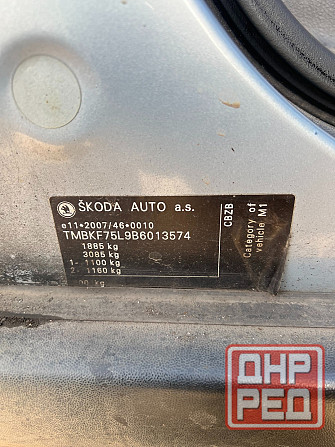 ŠKODA AUTO a.s.
e11*2007/46*0010
TMBKF75L9B6013574
1885 kg
3085 kg
1- 1100 kg
2- 1160 kg
CBZB
Category of
vehicle M1
ДНР
РЕД